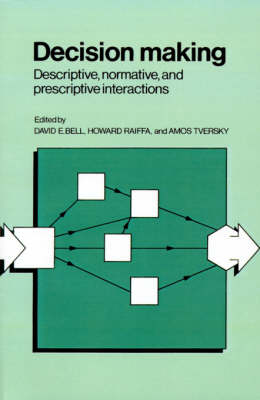 Decision making
Descriptive, normative, and
prescriptive interactions
Edited by
DAVID E. BELL, HOWARD RAIFFA, and AMOS TVERSKY